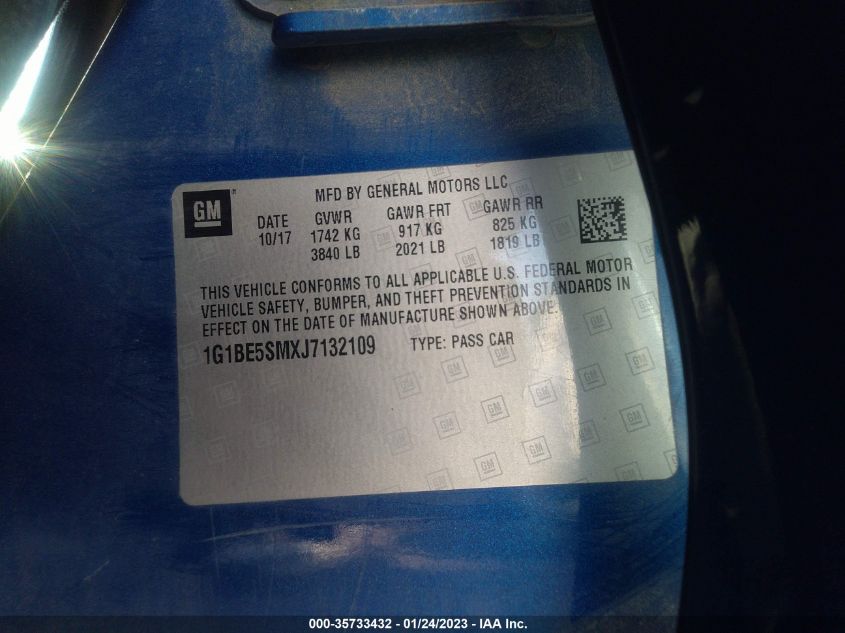 GM
MFD BY GENERAL MOTORS LLC
DATE GVWR GAWR FRT GAWR RR
10/17 1742 KG 917 KG 825 KG
3840 LB 2021 LB 1819 LB
THIS VEHICLE CONFORMS TO ALL APPLICABLE U.S. FEDERAL MOTOR
VEHICLE SAFETY, BUMPER, AND THEFT PREVENTION STANDARDS IN
EFFECT ON THE DATE OF MANUFACTURE SHOWN ABOVE.
1G1BE5SMXJ7132109 TYPE: PASS CAR
000-35733432 - 01/24/2023 - IAA Inc.